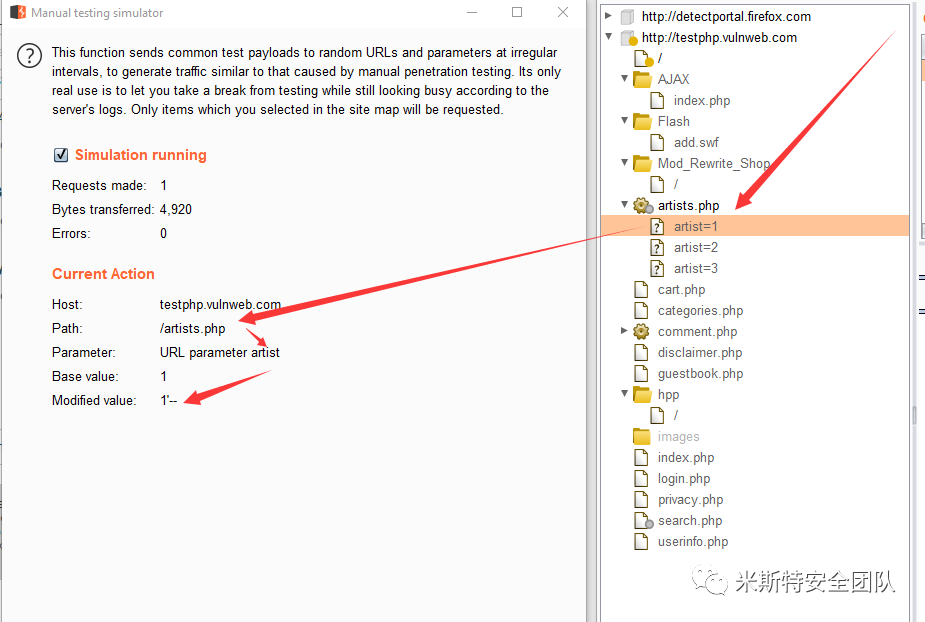 Manual testing simulator
This function sends common test payloads to random URLs and parameters at irregular
intervals, to generate traffic similar to that caused by manual penetration testing. Its only
real use is to let you take a break from testing while still looking busy according to the
server's logs. Only items which you selected in the site map will be requested.
Simulation running
Requests made: 1
Bytes transferred: 4,920
Errors: 0
Current Action
Host: testphp.vulnweb.com
Path: /artists.php
Parameter: URL parameter artist
Base value: 1
Modified value: 1'--
http://detectportal.firefox.com
http://testphp.vulnweb.com
/
AJAX
index.php
Flash
add.swf
Mod_Rewrite_Shop
/
artists.php
artist=1
artist=2
artist=3
cart.php
categories.php
comment.php
disclaimer.php
guestbook.php
hpp
/
images
index.php
login.php
privacy.php
search.php
userinfo.php
米斯特安全团队